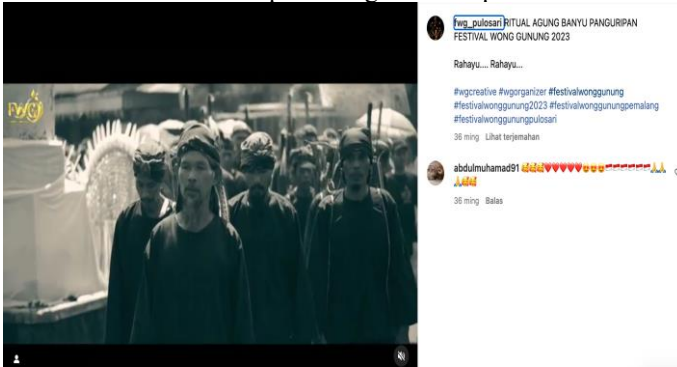 FWG
fwg_pulosari RITUAL AGUNG BANYU PANGURIPAN
FESTIVAL WONG GUNUNG 2023
Rahayu.... Rahayu...
#wgcreative #wgorganizer #festivalwonggunung
#festivalwonggunung2023 #festivalwonggunungpemalang
#festivalwonggunungpulosari
36 ming Lihat terjemahan
abdulmuhamad91 🥰🥰🥰❤️❤️❤️❤️❤️😍😍😍🇮🇩🇮🇩🇮🇩🇮🇩🇮🇩🇮🇩🙏🙏
🙏🥰🥰
36 ming Balas